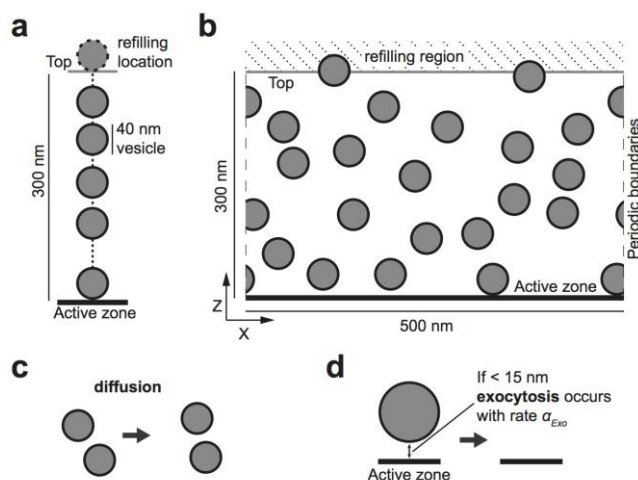 a
refilling
location
Top
300 nm
40 nm
vesicle
Active zone
b
refilling region
Top
300 nm
Periodic boundaries
Active zone
Z
X
500 nm
c
diffusion
d
If < 15 nm
exocytosis occurs
with rate αExo
Active zone